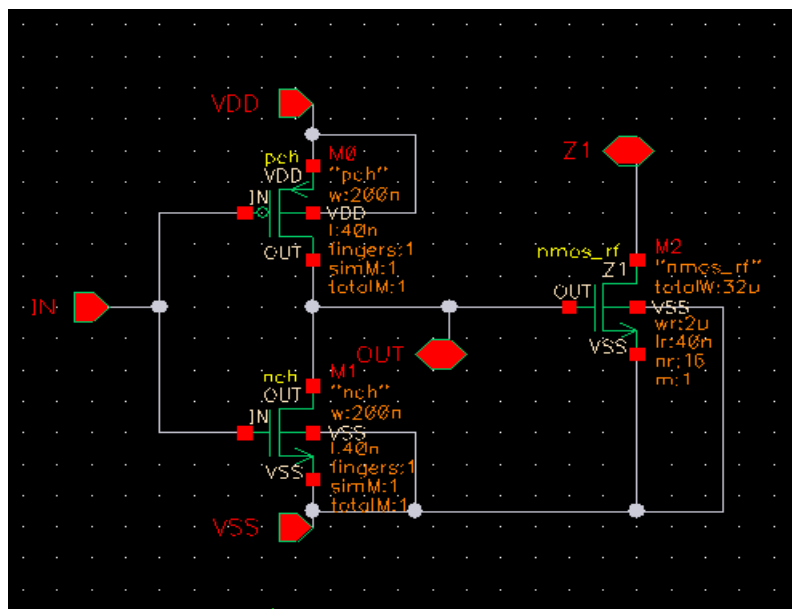 VDD
pch
M0
VDD
"pch"
w:200n
IN
VDD
l:40n
OUT
fingers:1
simM:1
totalM:1
Z1
nmos_rf
M2
Z1
"nmos_rf"
totalW:32u
OUT
VSS
wr:2u
VSS
lr:40n
nr:16
m:1
IN
OUT
nch
M1
OUT
"nch"
w:200n
IN
VSS
l:40n
VSS
fingers:1
simM:1
totalM:1
VSS